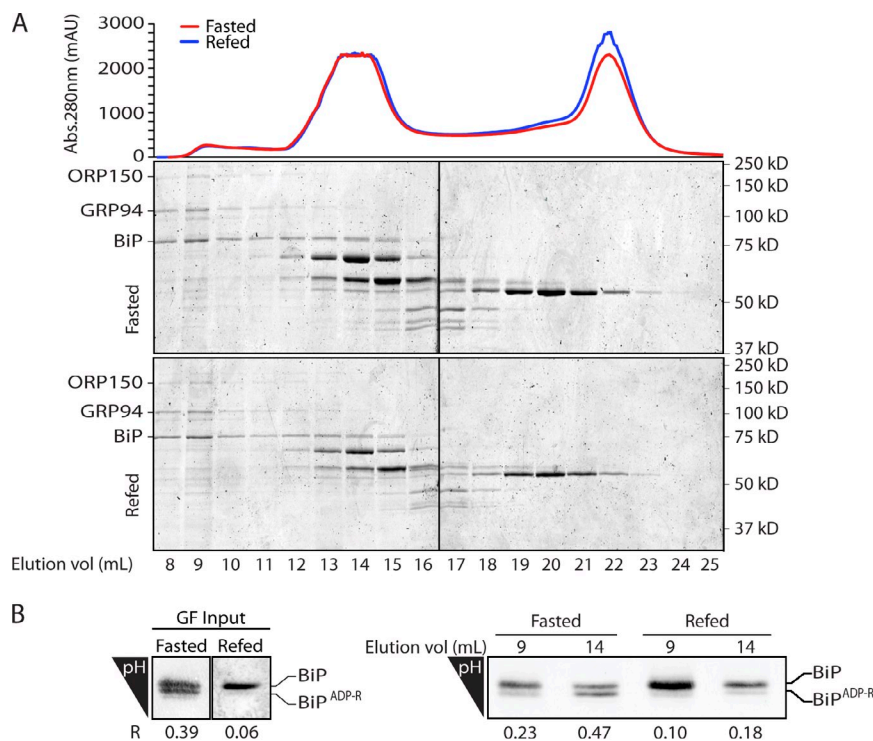 A
Fasted
Refed
Abs.280nm (mAU)
3000
2000
1000
0
ORP150
GRP94
BiP
Fasted
250 kD
150 kD
100 kD
75 kD
50 kD
37 kD
ORP150
GRP94
BiP
Refed
250 kD
150 kD
100 kD
75 kD
50 kD
37 kD
Elution vol (mL) 8 9 10 11 12 13 14 15 16 17 18 19 20 21 22 23 24 25
B
GF Input
Fasted Refed
pH
BiP
BiP^ADP-R
R 0.39 0.06
Fasted Refed
Elution vol (mL) 9 14 9 14
pH
BiP
BiP^ADP-R
0.23 0.47 0.10 0.18